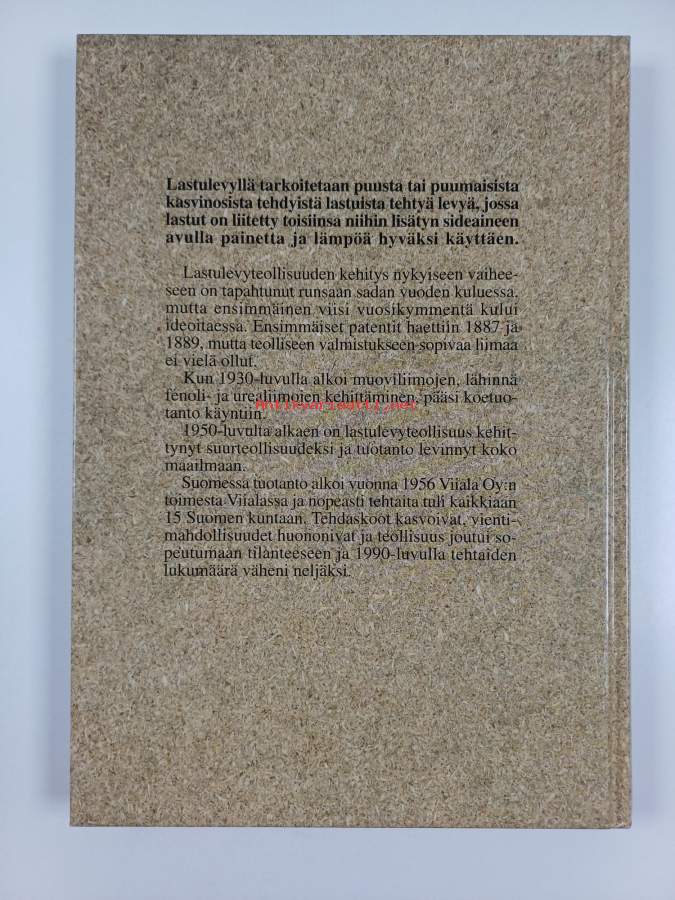 Lastulevyllä tarkoitetaan puusta tai puumaisista
kasvinosista tehdyistä lastuista tehtyä levyä, jossa
lastut on liitetty toisiinsa niihin lisätyn sideaineen
avulla painetta ja lämpöä hyväksi käyttäen.
Lastulevyteollisuuden kehitys nykyiseen vaihee-
seen on tapahtunut runsaan sadan vuoden kuluessa,
mutta ensimmäinen viisi vuosikymmentä kului
ideoitaessa. Ensimmäiset patentit haettiin 1887 ja
1889, mutta teolliseen valmistukseen sopivaa liimaa
ei vielä ollut.
Kun 1930-luvulla alkoi muoviliimojen, lähinnä
fenoli- ja urealiimojen kehittäminen, pääsi koetuo-
antikvariaatti.net
tanto käyntiin.
1950-luvulta alkaen on lastulevyteollisuus kehit-
tynyt suurteollisuudeksi ja tuotanto levinnyt koko
maailmaan.
Suomessa tuotanto alkoi vuonna 1956 Viiala Oy:n
toimesta Viialassa ja nopeasti tehtaita tuli kaikkiaan
15 Suomen kuntaan. Tehdaskoot kasvoivat, vienti-
mahdollisuudet huononivat ja teollisuus joutui so-
peutumaan tilanteeseen ja 1990-luvulla tehtaiden
lukumäärä väheni neljäksi.